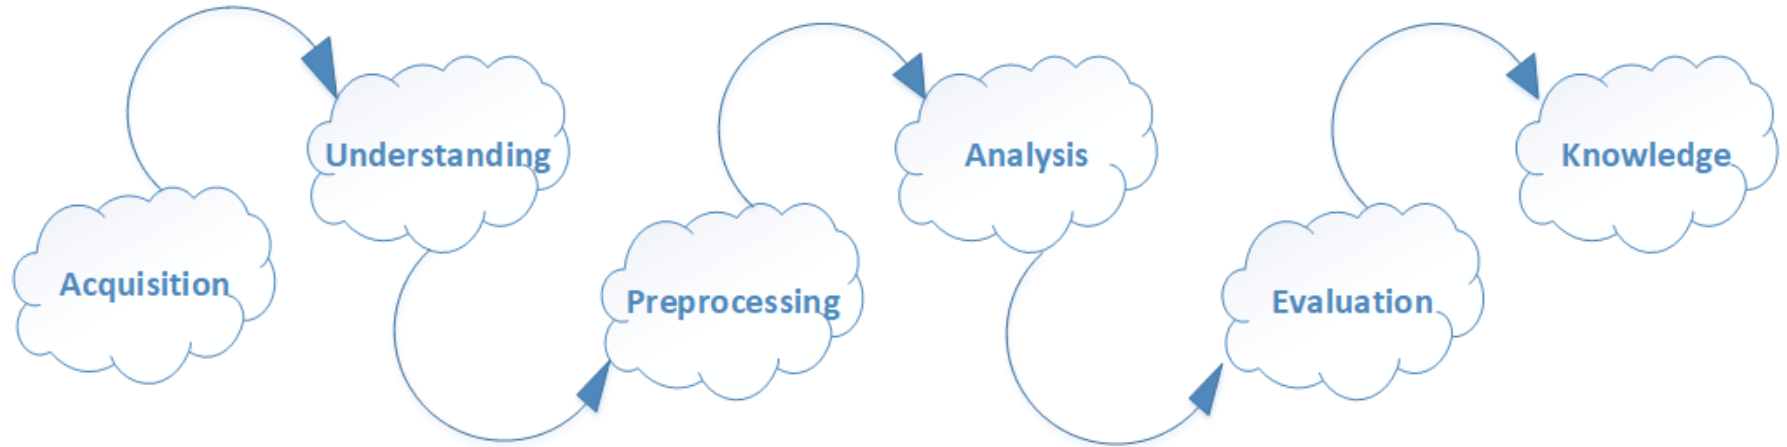 Acquisition
Understanding
Preprocessing
Analysis
Evaluation
Knowledge